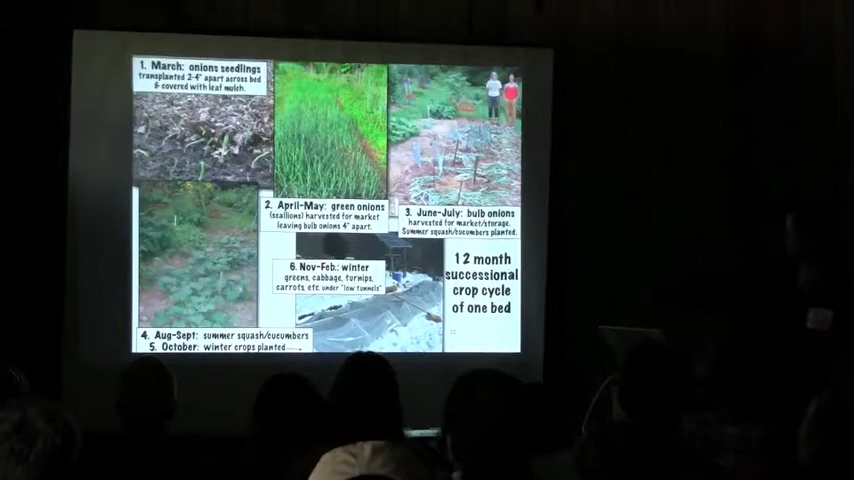 1. March: onions seedlings
transplanted 2-4" apart across bed
& covered with leaf mulch.
2. April-May: green onions
(scallions) harvested for market
leaving bulb onions 4" apart.
3. June-July: bulb onions
harvested for market/storage.
Summer squash/cucumbers planted.
4. Aug-Sept: summer squash/cucumbers
5. October: winter crops planted
6. Nov-Feb.: winter
greens, cabbage, turnips,
carrots, etc. under "low tunnels"
12 month
successional
crop cycle
of one bed